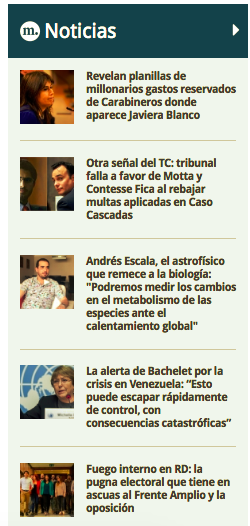 m. Noticias
Revelan planillas de
millonarios gastos reservados
de Carabineros donde
aparece Javiera Blanco
Otra señal del TC: tribunal
falla a favor de Motta y
Contesse Fica al rebajar
multas aplicadas en Caso
Cascadas
Andrés Escala, el astrofísico
que remece a la biología:
"Podremos medir los cambios
en el metabolismo de las
especies ante el
calentamiento global"
La alerta de Bachelet por la
crisis en Venezuela: “Esto
puede escapar rápidamente
de control, con
consecuencias catastróficas”
Fuego interno en RD: la
pugna electoral que tiene en
ascuas al Frente Amplio y la
oposición